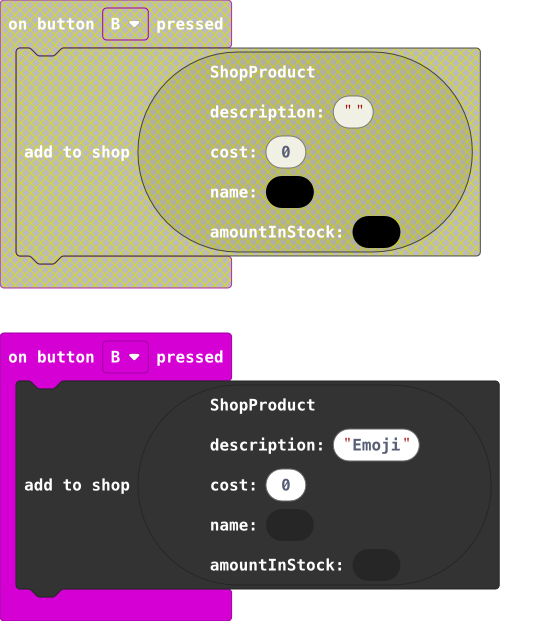 on button B pressed
ShopProduct
description: " "
add to shop cost: 0
name:
amountInStock:
on button B pressed
ShopProduct
description: "Emoji"
add to shop cost: 0
name:
amountInStock: